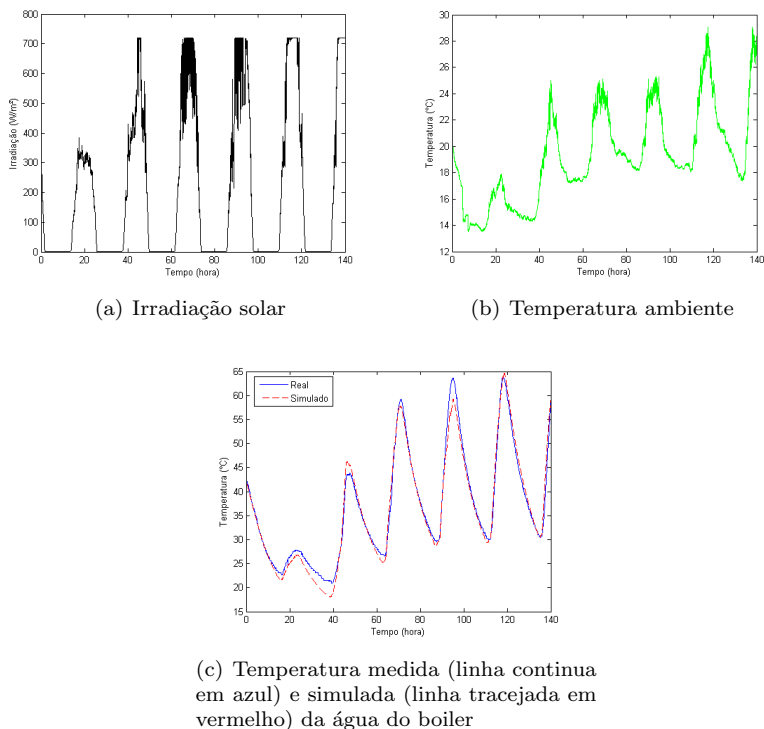 800
700
600
500
400
300
200
100
0
Irradiação (W/m²)
0 20 40 60 80 100 120 140
Tempo (hora)
(a) Irradiação solar
30
28
26
24
22
20
18
16
14
12
Temperatura (ºC)
0 20 40 60 80 100 120 140
Tempo (hora)
(b) Temperatura ambiente
65
60
55
50
45
40
35
30
25
20
15
Temperatura (ºC)
Real
Simulado
0 20 40 60 80 100 120 140
Tempo (hora)
(c) Temperatura medida (linha continua
em azul) e simulada (linha tracejada em
vermelho) da água do boiler